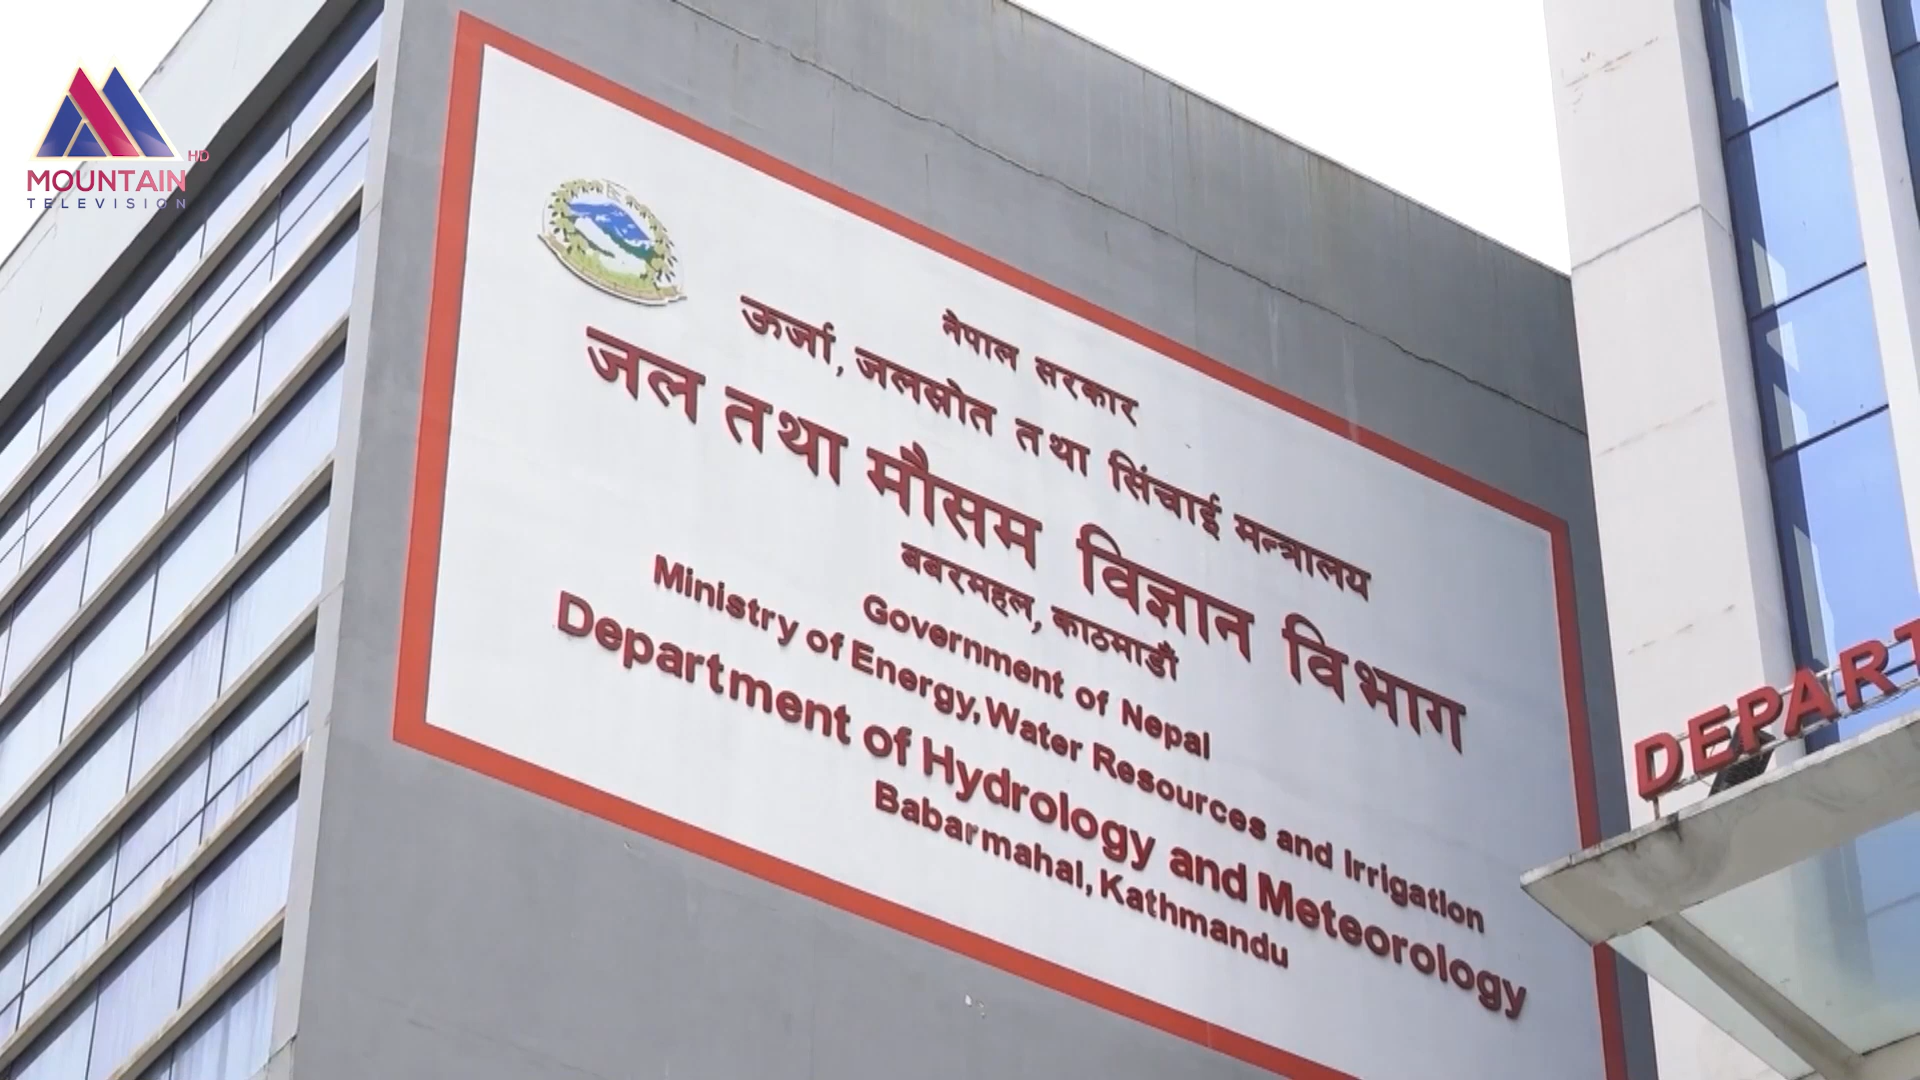 MOUNTAIN HD
TELEVISION
नेपाल सरकार
ऊर्जा, जलस्रोत तथा सिंचाई मन्त्रालय
जल तथा मौसम विज्ञान विभाग
बबरमहल, काठमाडौँ
Government of Nepal
Ministry of Energy, Water Resources and Irrigation
Department of Hydrology and Meteorology
Babarmahal, Kathmandu
DEPART